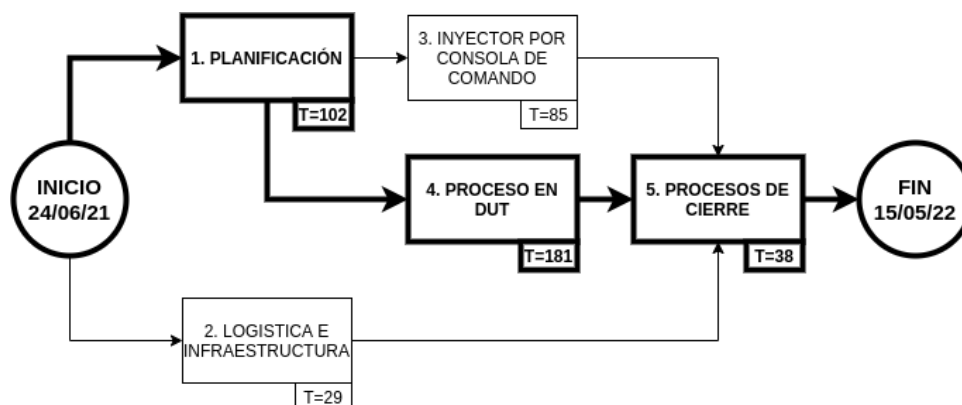 INICIO
24/06/21
1. PLANIFICACIÓN
T=102
3. INYECTOR POR
CONSOLA DE
COMANDO
T=85
4. PROCESO EN
DUT
T=181
5. PROCESOS DE
CIERRE
T=38
FIN
15/05/22
2. LOGISTICA E
INFRAESTRUCTURA
T=29